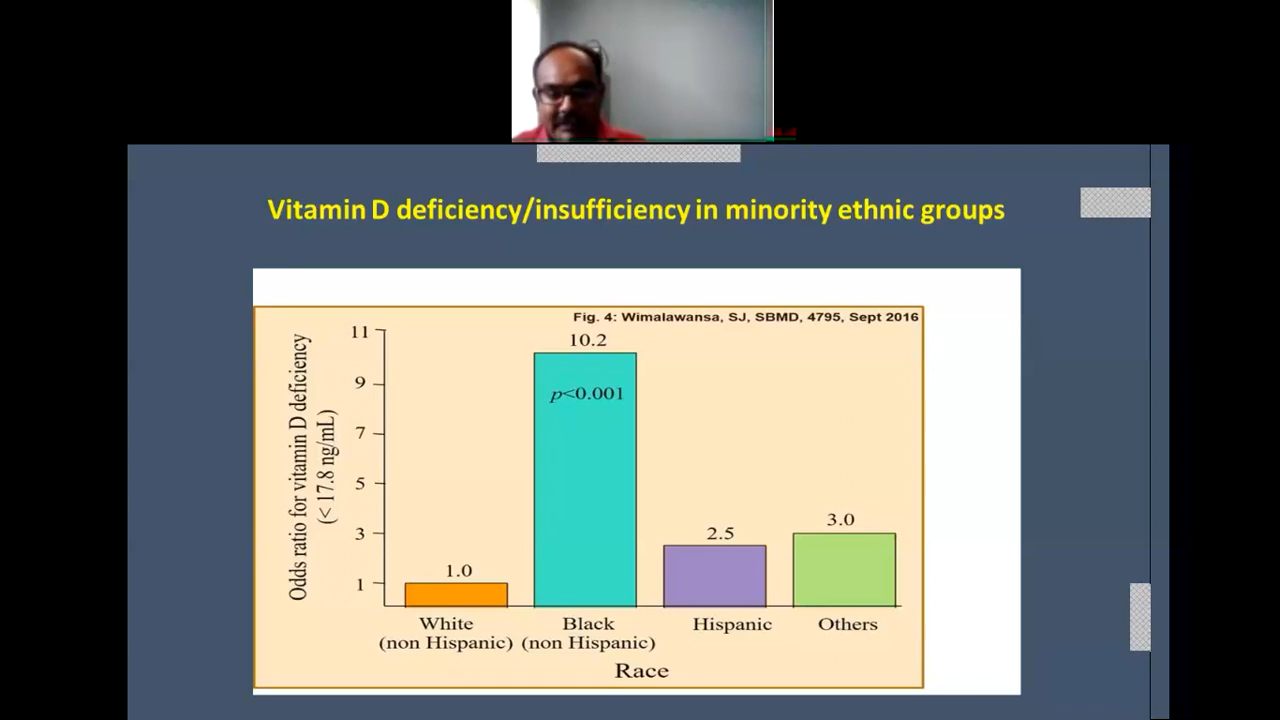 Vitamin D deficiency/insufficiency in minority ethnic groups
Fig. 4: Wimalawansa, SJ, SBMD, 4795, Sept 2016
Odds ratio for vitamin D deficiency
(< 17.8 ng/mL)
11
9
7
5
3
1
1.0
10.2
p<0.001
2.5
3.0
White
(non Hispanic)
Black
(non Hispanic)
Hispanic
Others
Race